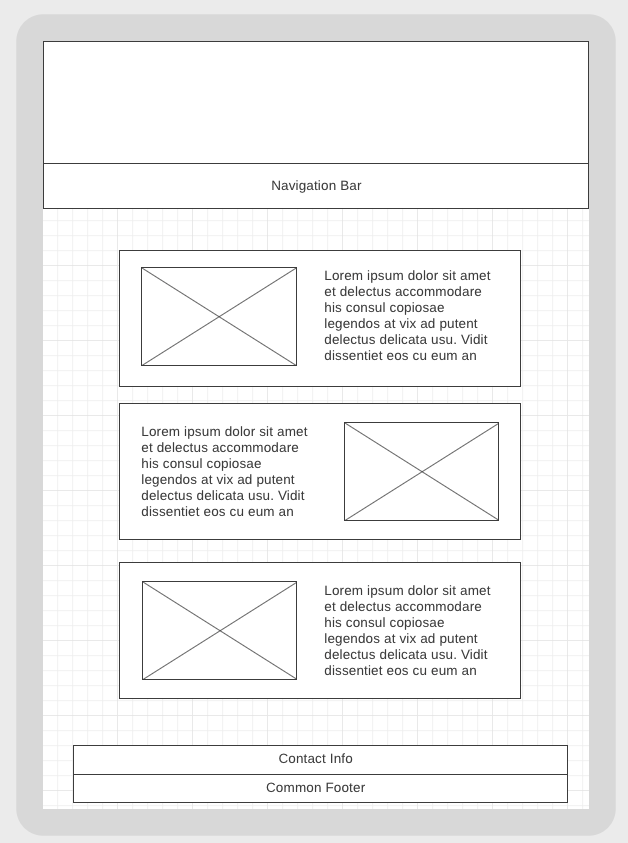 Navigation Bar
Lorem ipsum dolor sit amet
et delectus accommodare
his consul copiosae
legendos at vix ad putent
delectus delicata usu. Vidit
dissentiet eos cu eum an
Lorem ipsum dolor sit amet
et delectus accommodare
his consul copiosae
legendos at vix ad putent
delectus delicata usu. Vidit
dissentiet eos cu eum an
Lorem ipsum dolor sit amet
et delectus accommodare
his consul copiosae
legendos at vix ad putent
delectus delicata usu. Vidit
dissentiet eos cu eum an
Contact Info
Common Footer